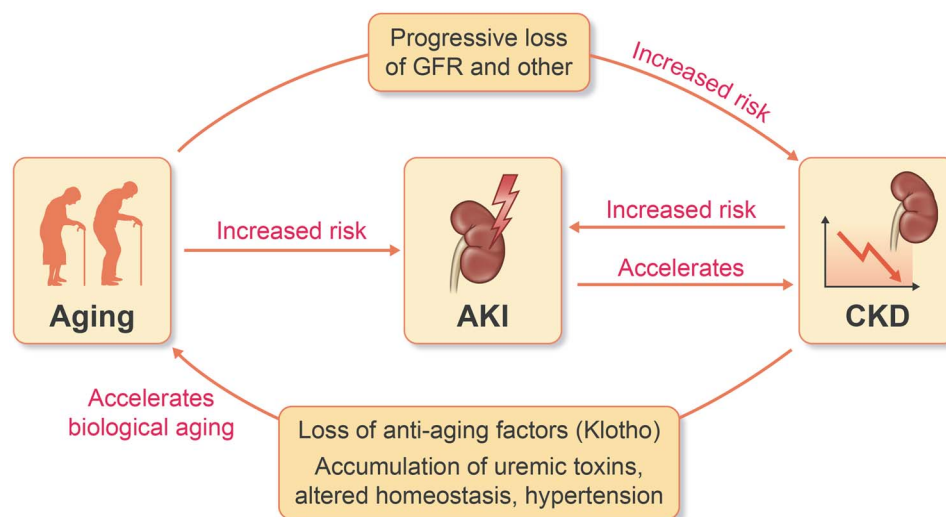 Progressive loss
of GFR and other
Increased risk
Increased risk
Increased risk
Accelerates
Aging
AKI
CKD
Accelerates
biological aging
Loss of anti-aging factors (Klotho)
Accumulation of uremic toxins,
altered homeostasis, hypertension